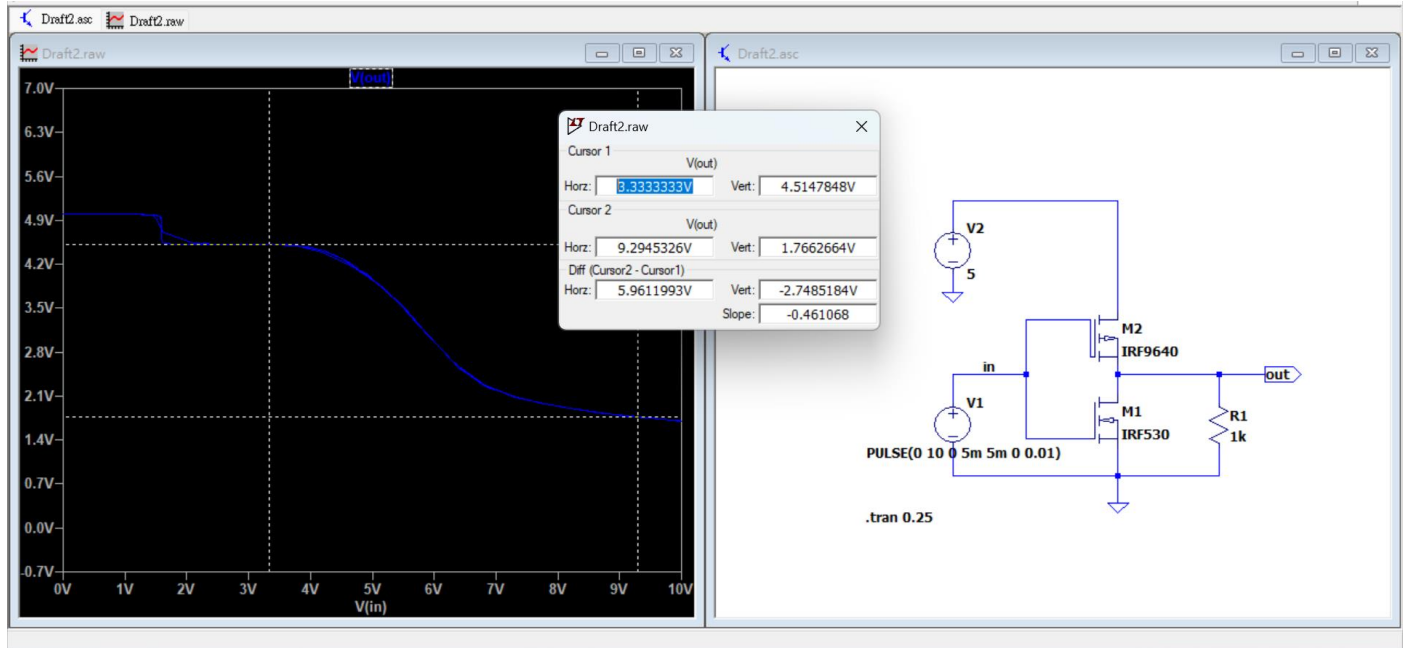 Draft2.asc Draft2.raw
Draft2.raw
V(out)
7.0V
6.3V
5.6V
4.9V
4.2V
3.5V
2.8V
2.1V
1.4V
0.7V
0.0V
-0.7V
0V 1V 2V 3V 4V 5V 6V 7V 8V 9V 10V
V(in)
Draft2.raw
Cursor 1
V(out)
Horz: 3.3333333V Vert: 4.5147848V
Cursor 2
V(out)
Horz: 9.2945326V Vert: 1.7662664V
Diff (Cursor2 - Cursor1)
Horz: 5.9611993V Vert: -2.7485184V
Slope: -0.461068
Draft2.asc
V2
5
M2
IRF9640
in
out
V1
M1
IRF530
R1
1k
PULSE(0 10 0 5m 5m 0 0.01)
.tran 0.25